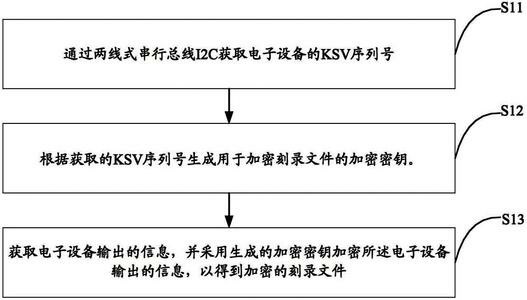 S11
通过两线式串行总线I2C获取电子设备的KSV序列号
S12
根据获取的KSV序列号生成用于加密刻录文件的加密密钥。
S13
获取电子设备输出的信息，并采用生成的加密密钥加密所述电子设备
输出的信息，以得到加密的刻录文件